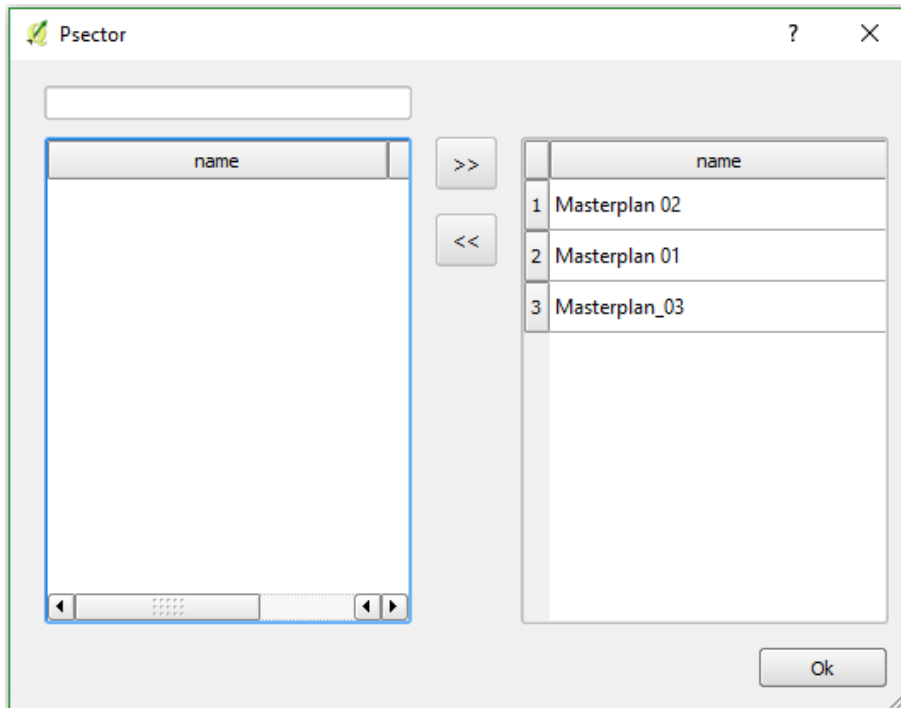 Psector
?
name
>>
<<
name
1 Masterplan 02
2 Masterplan 01
3 Masterplan_03
Ok